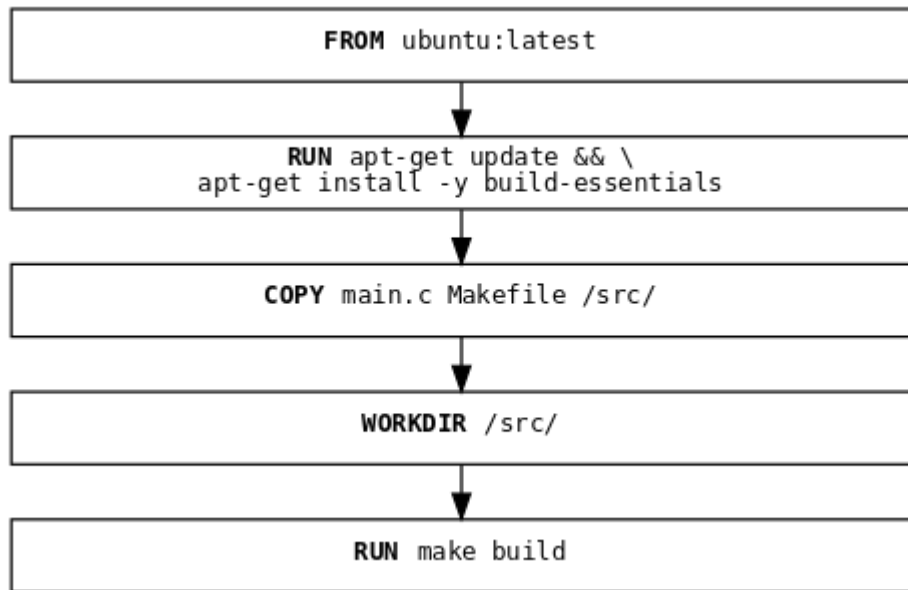 FROM ubuntu:latest
RUN apt-get update && \
apt-get install -y build-essentials
COPY main.c Makefile /src/
WORKDIR /src/
RUN make build